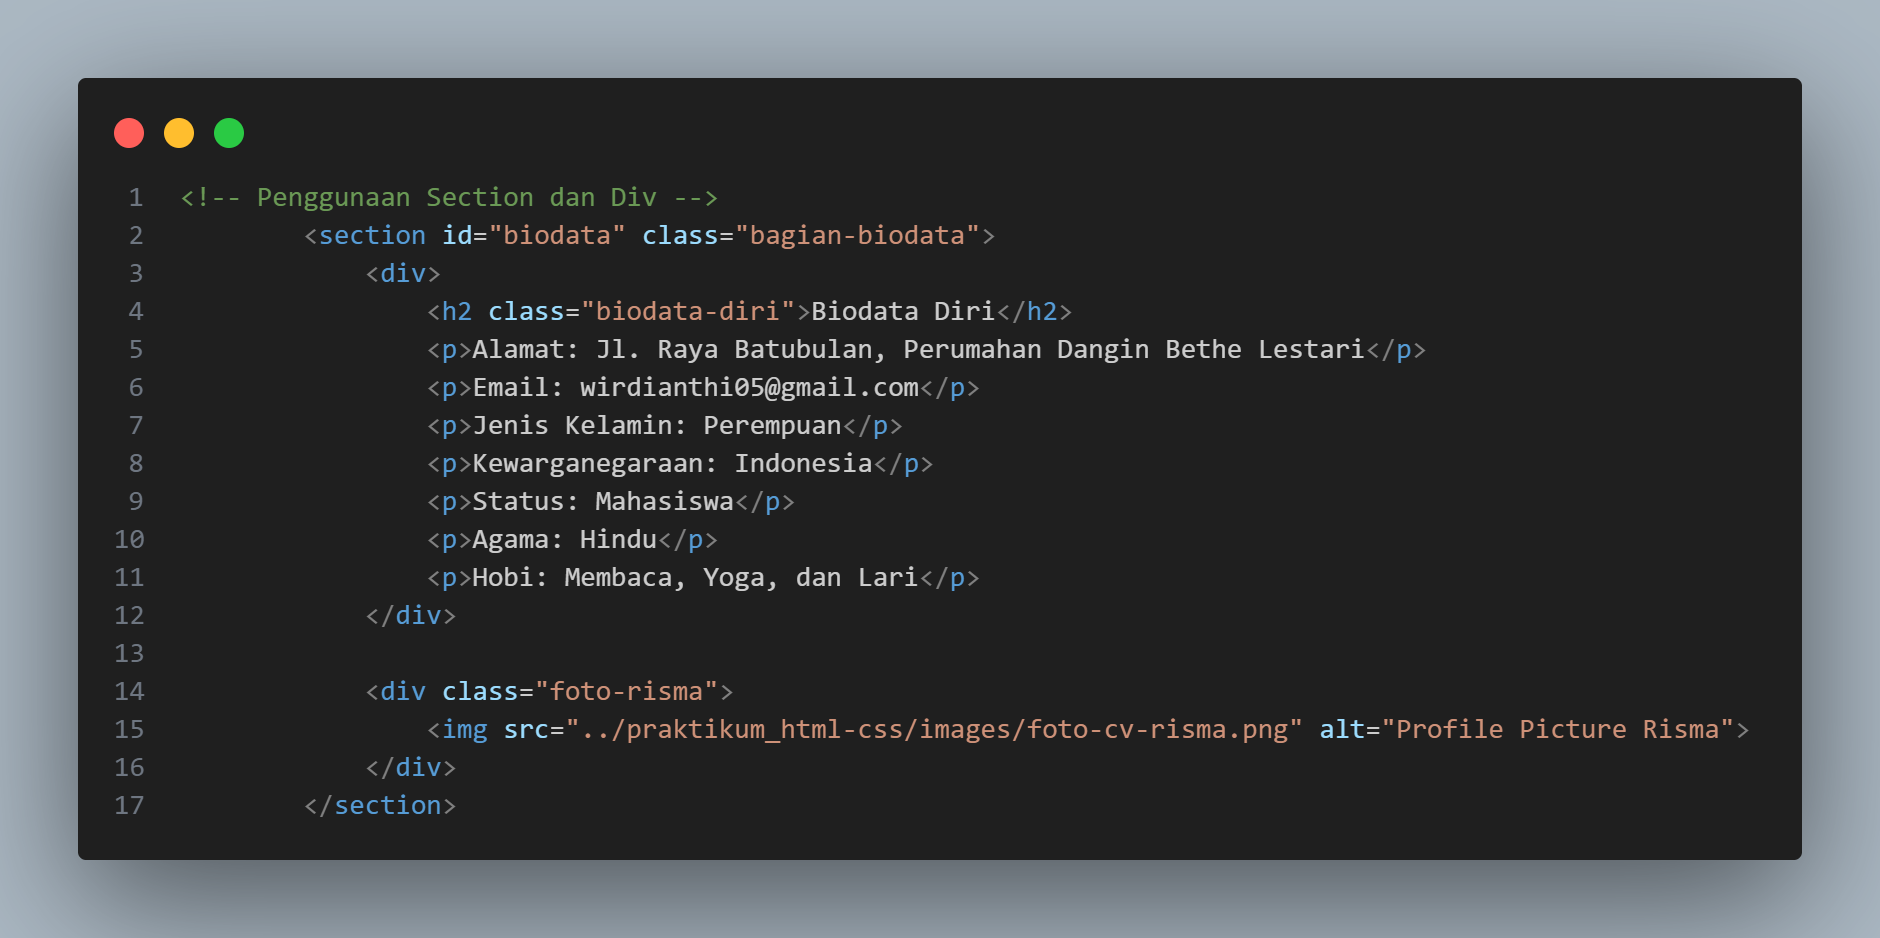 1 <!-- Penggunaan Section dan Div -->
2 <section id="biodata" class="bagian-biodata">
3 <div>
4 <h2 class="biodata-diri">Biodata Diri</h2>
5 <p>Alamat: Jl. Raya Batubulan, Perumahan Dangin Bethe Lestari</p>
6 <p>Email: wirdianthi05@gmail.com</p>
7 <p>Jenis Kelamin: Perempuan</p>
8 <p>Kewarganegaraan: Indonesia</p>
9 <p>Status: Mahasiswa</p>
10 <p>Agama: Hindu</p>
11 <p>Hobi: Membaca, Yoga, dan Lari</p>
12 </div>
13
14 <div class="foto-risma">
15 <img src="../praktikum_html-css/images/foto-cv-risma.png" alt="Profile Picture Risma">
16 </div>
17 </section>